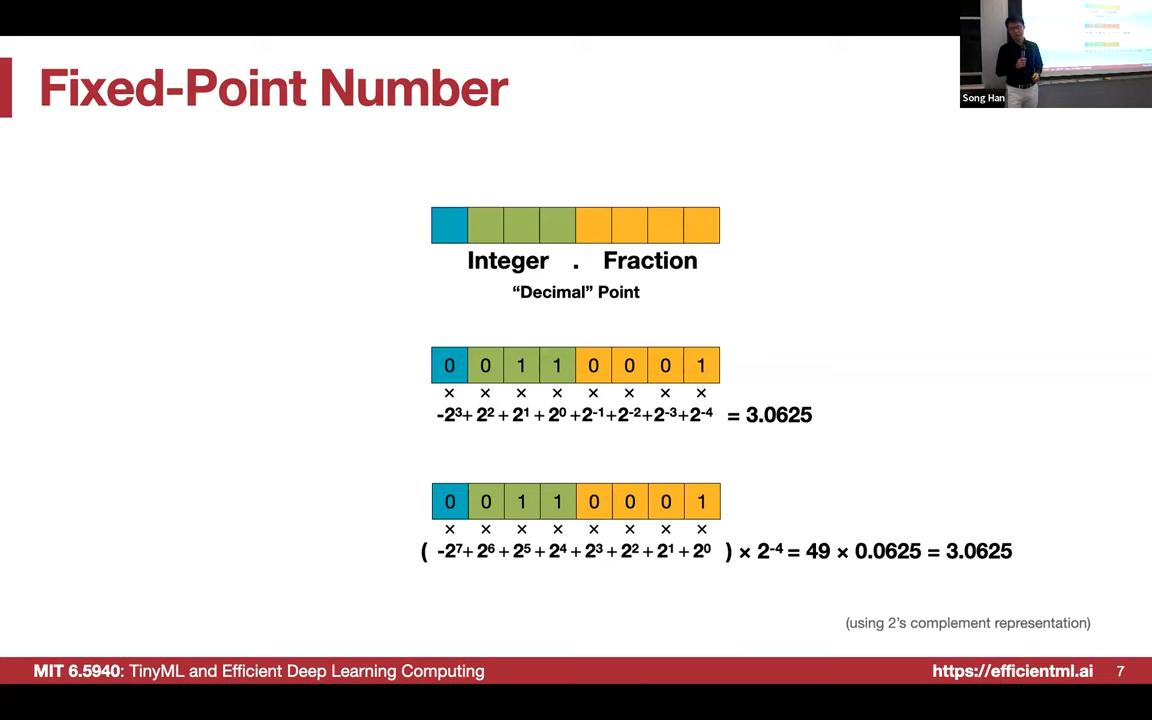 Fixed-Point Number
Song Han
Integer . Fraction
“Decimal” Point
0 0 1 1 0 0 0 1
× × × × × × × ×
-2³+ 2² + 2¹ + 2⁰ +2⁻¹+2⁻²+2⁻³+2⁻⁴ = 3.0625
0 0 1 1 0 0 0 1
× × × × × × × ×
( -2⁷+ 2⁶ + 2⁵ + 2⁴ + 2³ + 2² + 2¹ + 2⁰ ) × 2⁻⁴ = 49 × 0.0625 = 3.0625
(using 2’s complement representation)
MIT 6.5940: TinyML and Efficient Deep Learning Computing https://efficientml.ai 7